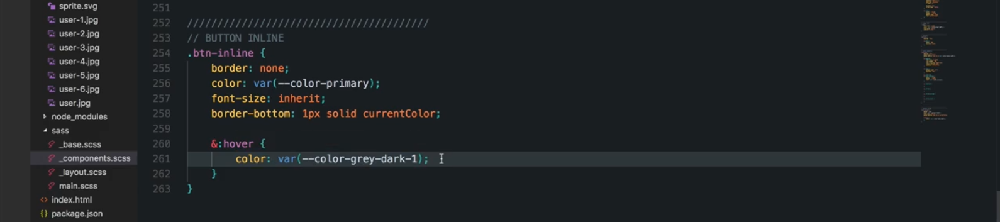 sprite.svg
user-1.jpg
user-2.jpg
user-3.jpg
user-4.jpg
user-5.jpg
user-6.jpg
user.jpg
node_modules
sass
_base.scss
_components.scss
_layout.scss
main.scss
index.html
package.json
251
252 ////////////////////////////////////////
253 // BUTTON INLINE
254 .btn-inline {
255 border: none;
256 color: var(--color-primary);
257 font-size: inherit;
258 border-bottom: 1px solid currentColor;
259
260 &:hover {
261 color: var(--color-grey-dark-1);
262 }
263 }